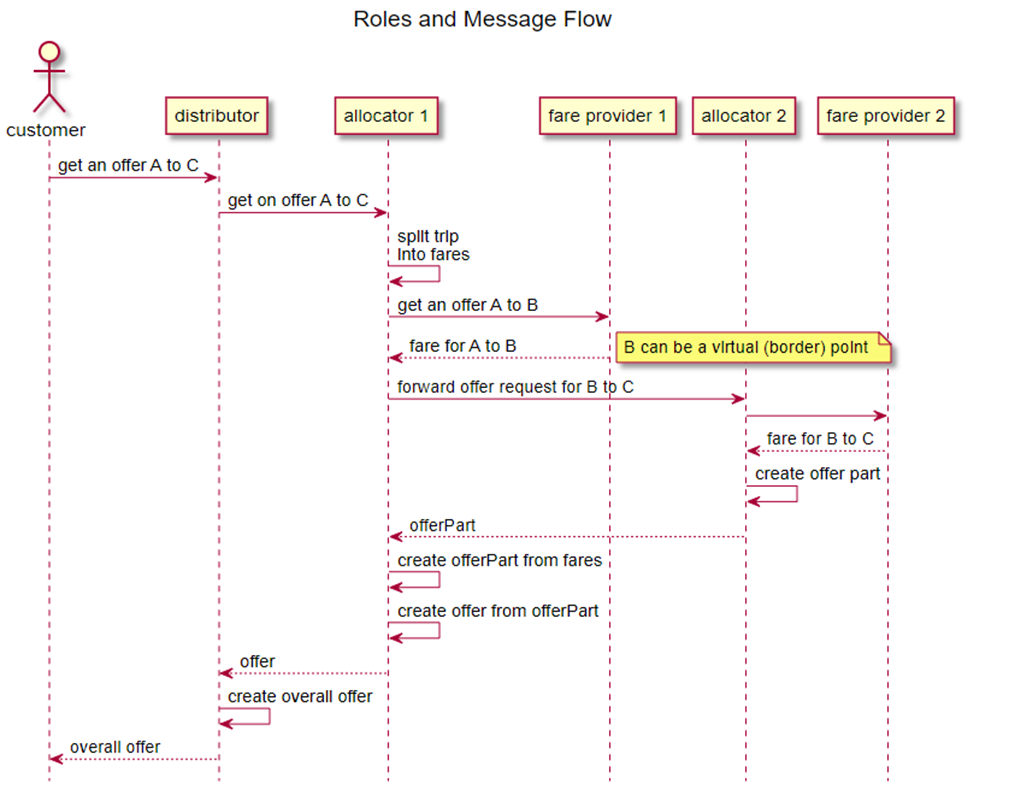 Roles and Message Flow
customer
distributor
allocator 1
fare provider 1
allocator 2
fare provider 2
get an offer A to C
get on offer A to C
split trip
into fares
get an offer A to B
fare for A to B
B can be a virtual (border) point
forward offer request for B to C
fare for B to C
create offer part
offerPart
create offerPart from fares
create offer from offerPart
offer
create overall offer
overall offer